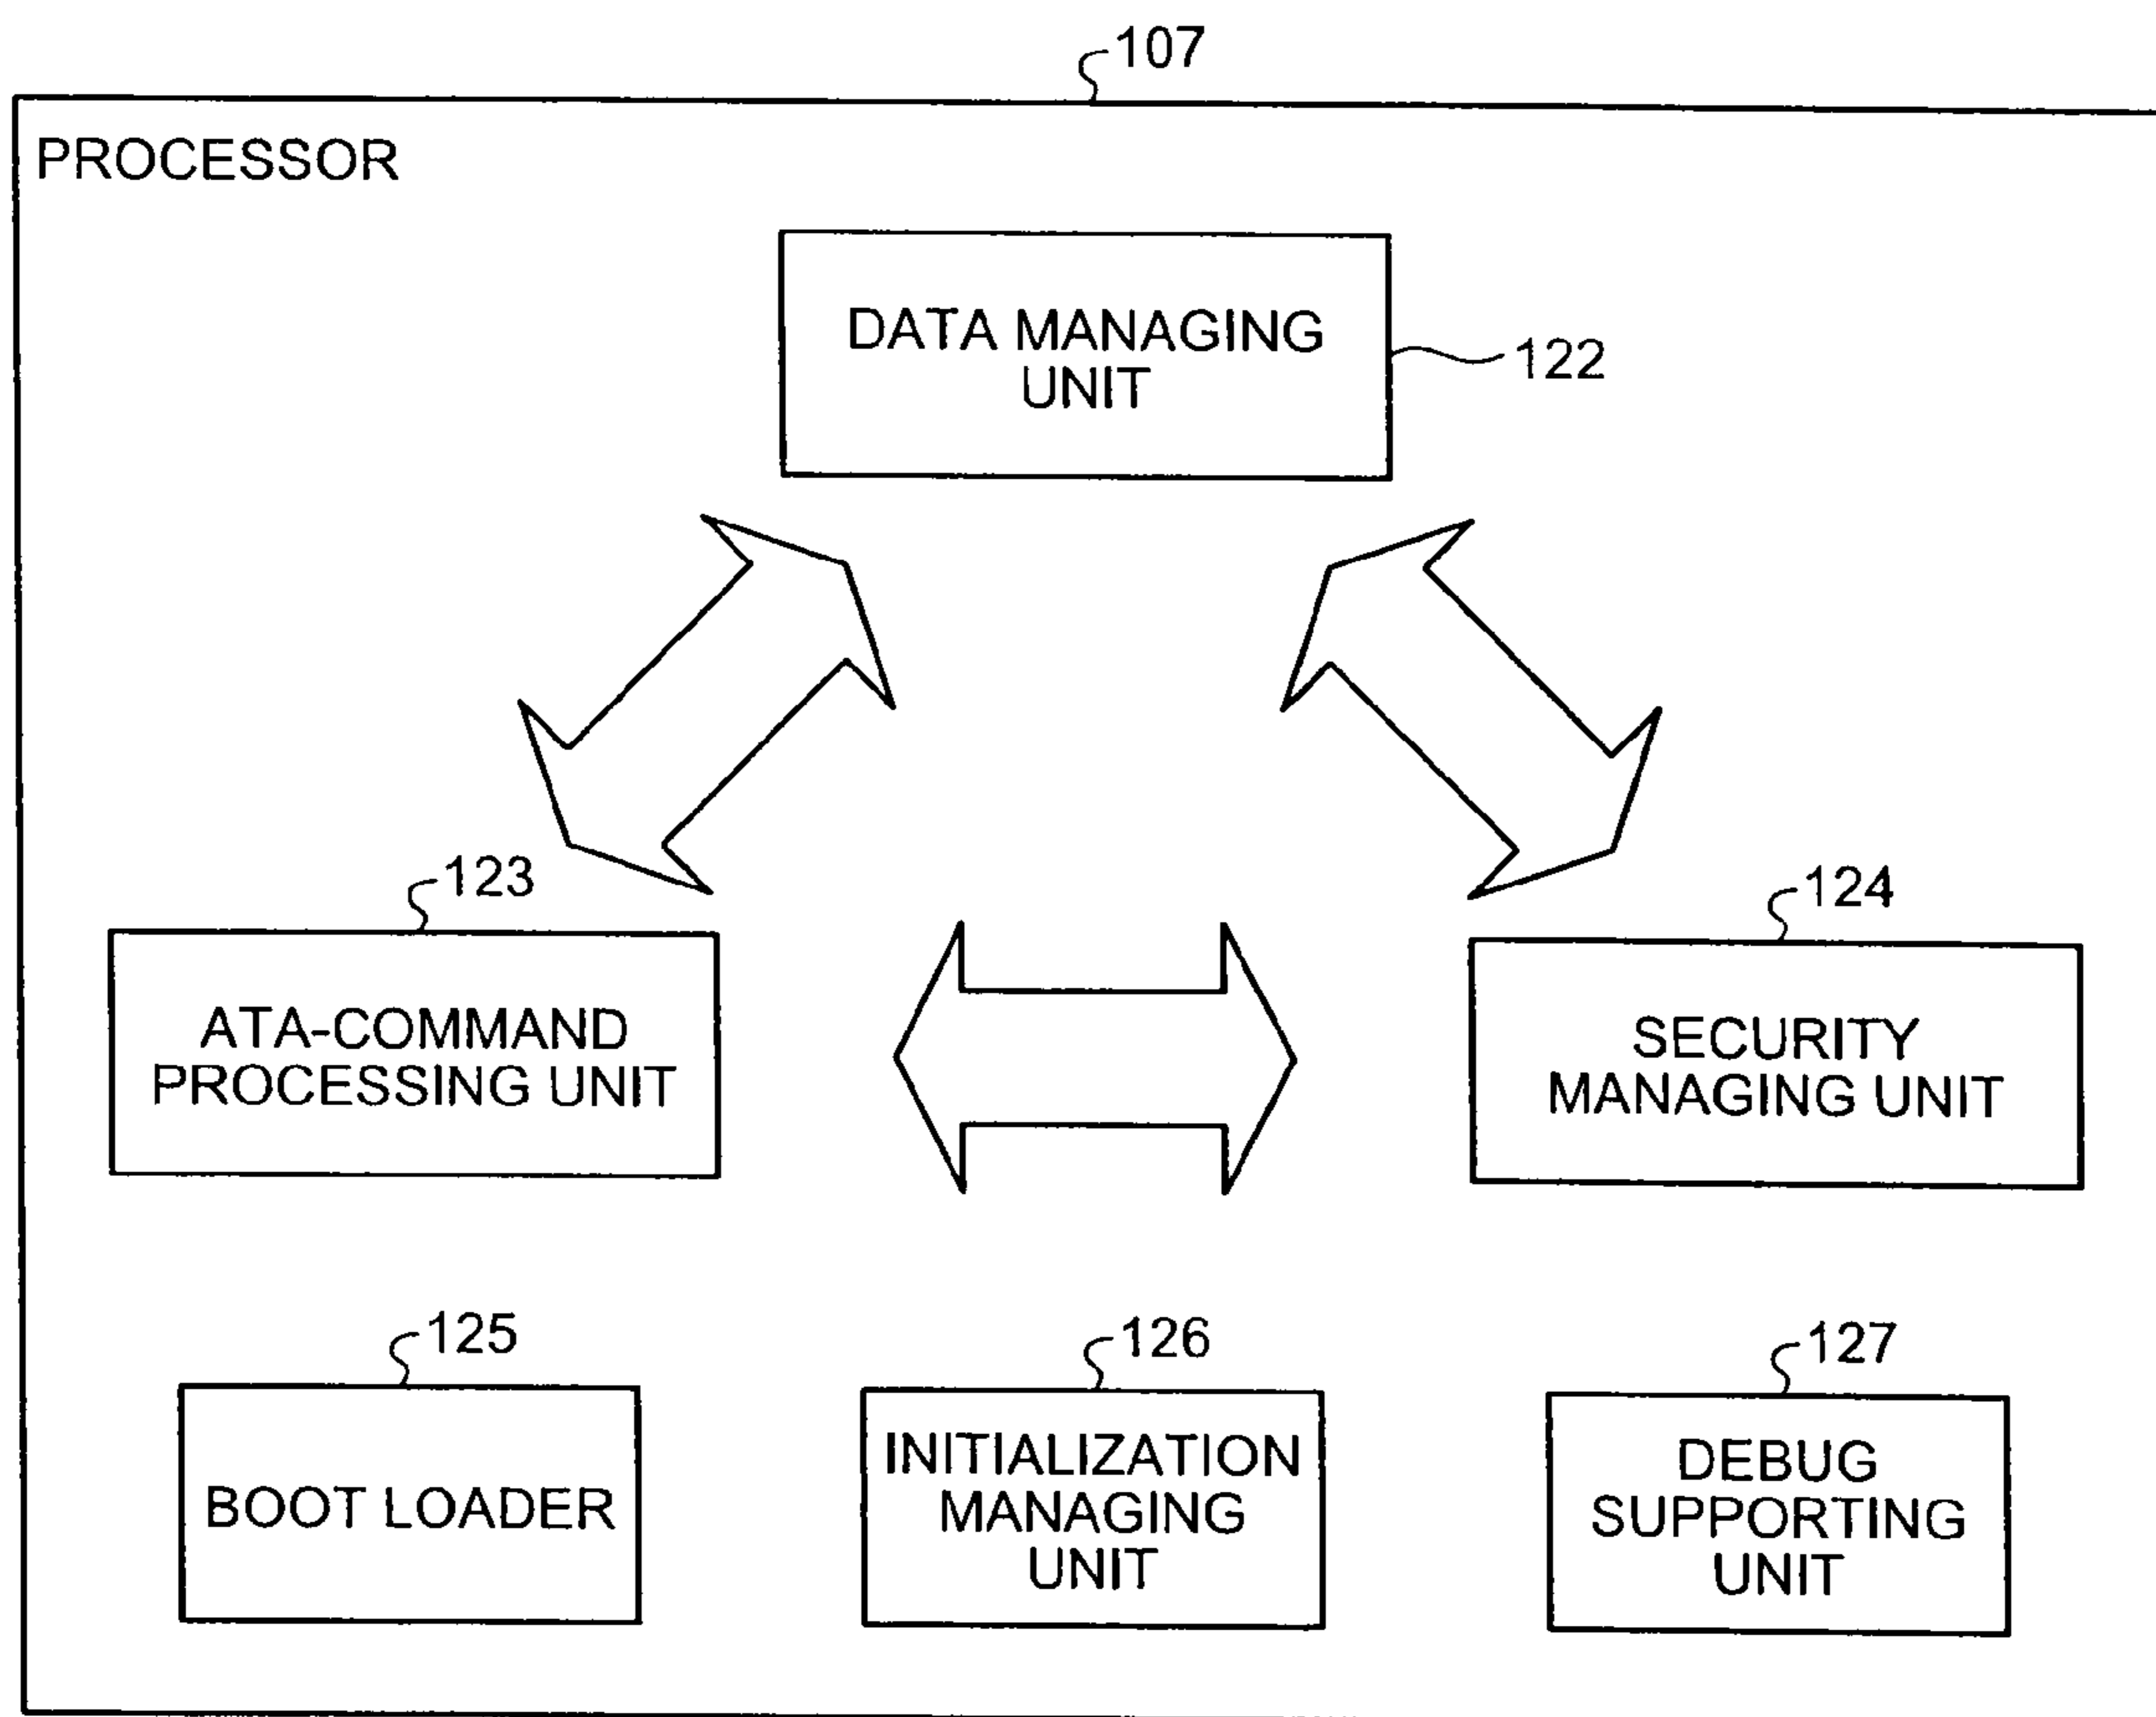 107
PROCESSOR
DATA MANAGING
UNIT
122
123
124
ATA-COMMAND
PROCESSING UNIT
SECURITY
MANAGING UNIT
125
126
127
BOOT LOADER
INITIALIZATION
MANAGING
UNIT
DEBUG
SUPPORTING
UNIT